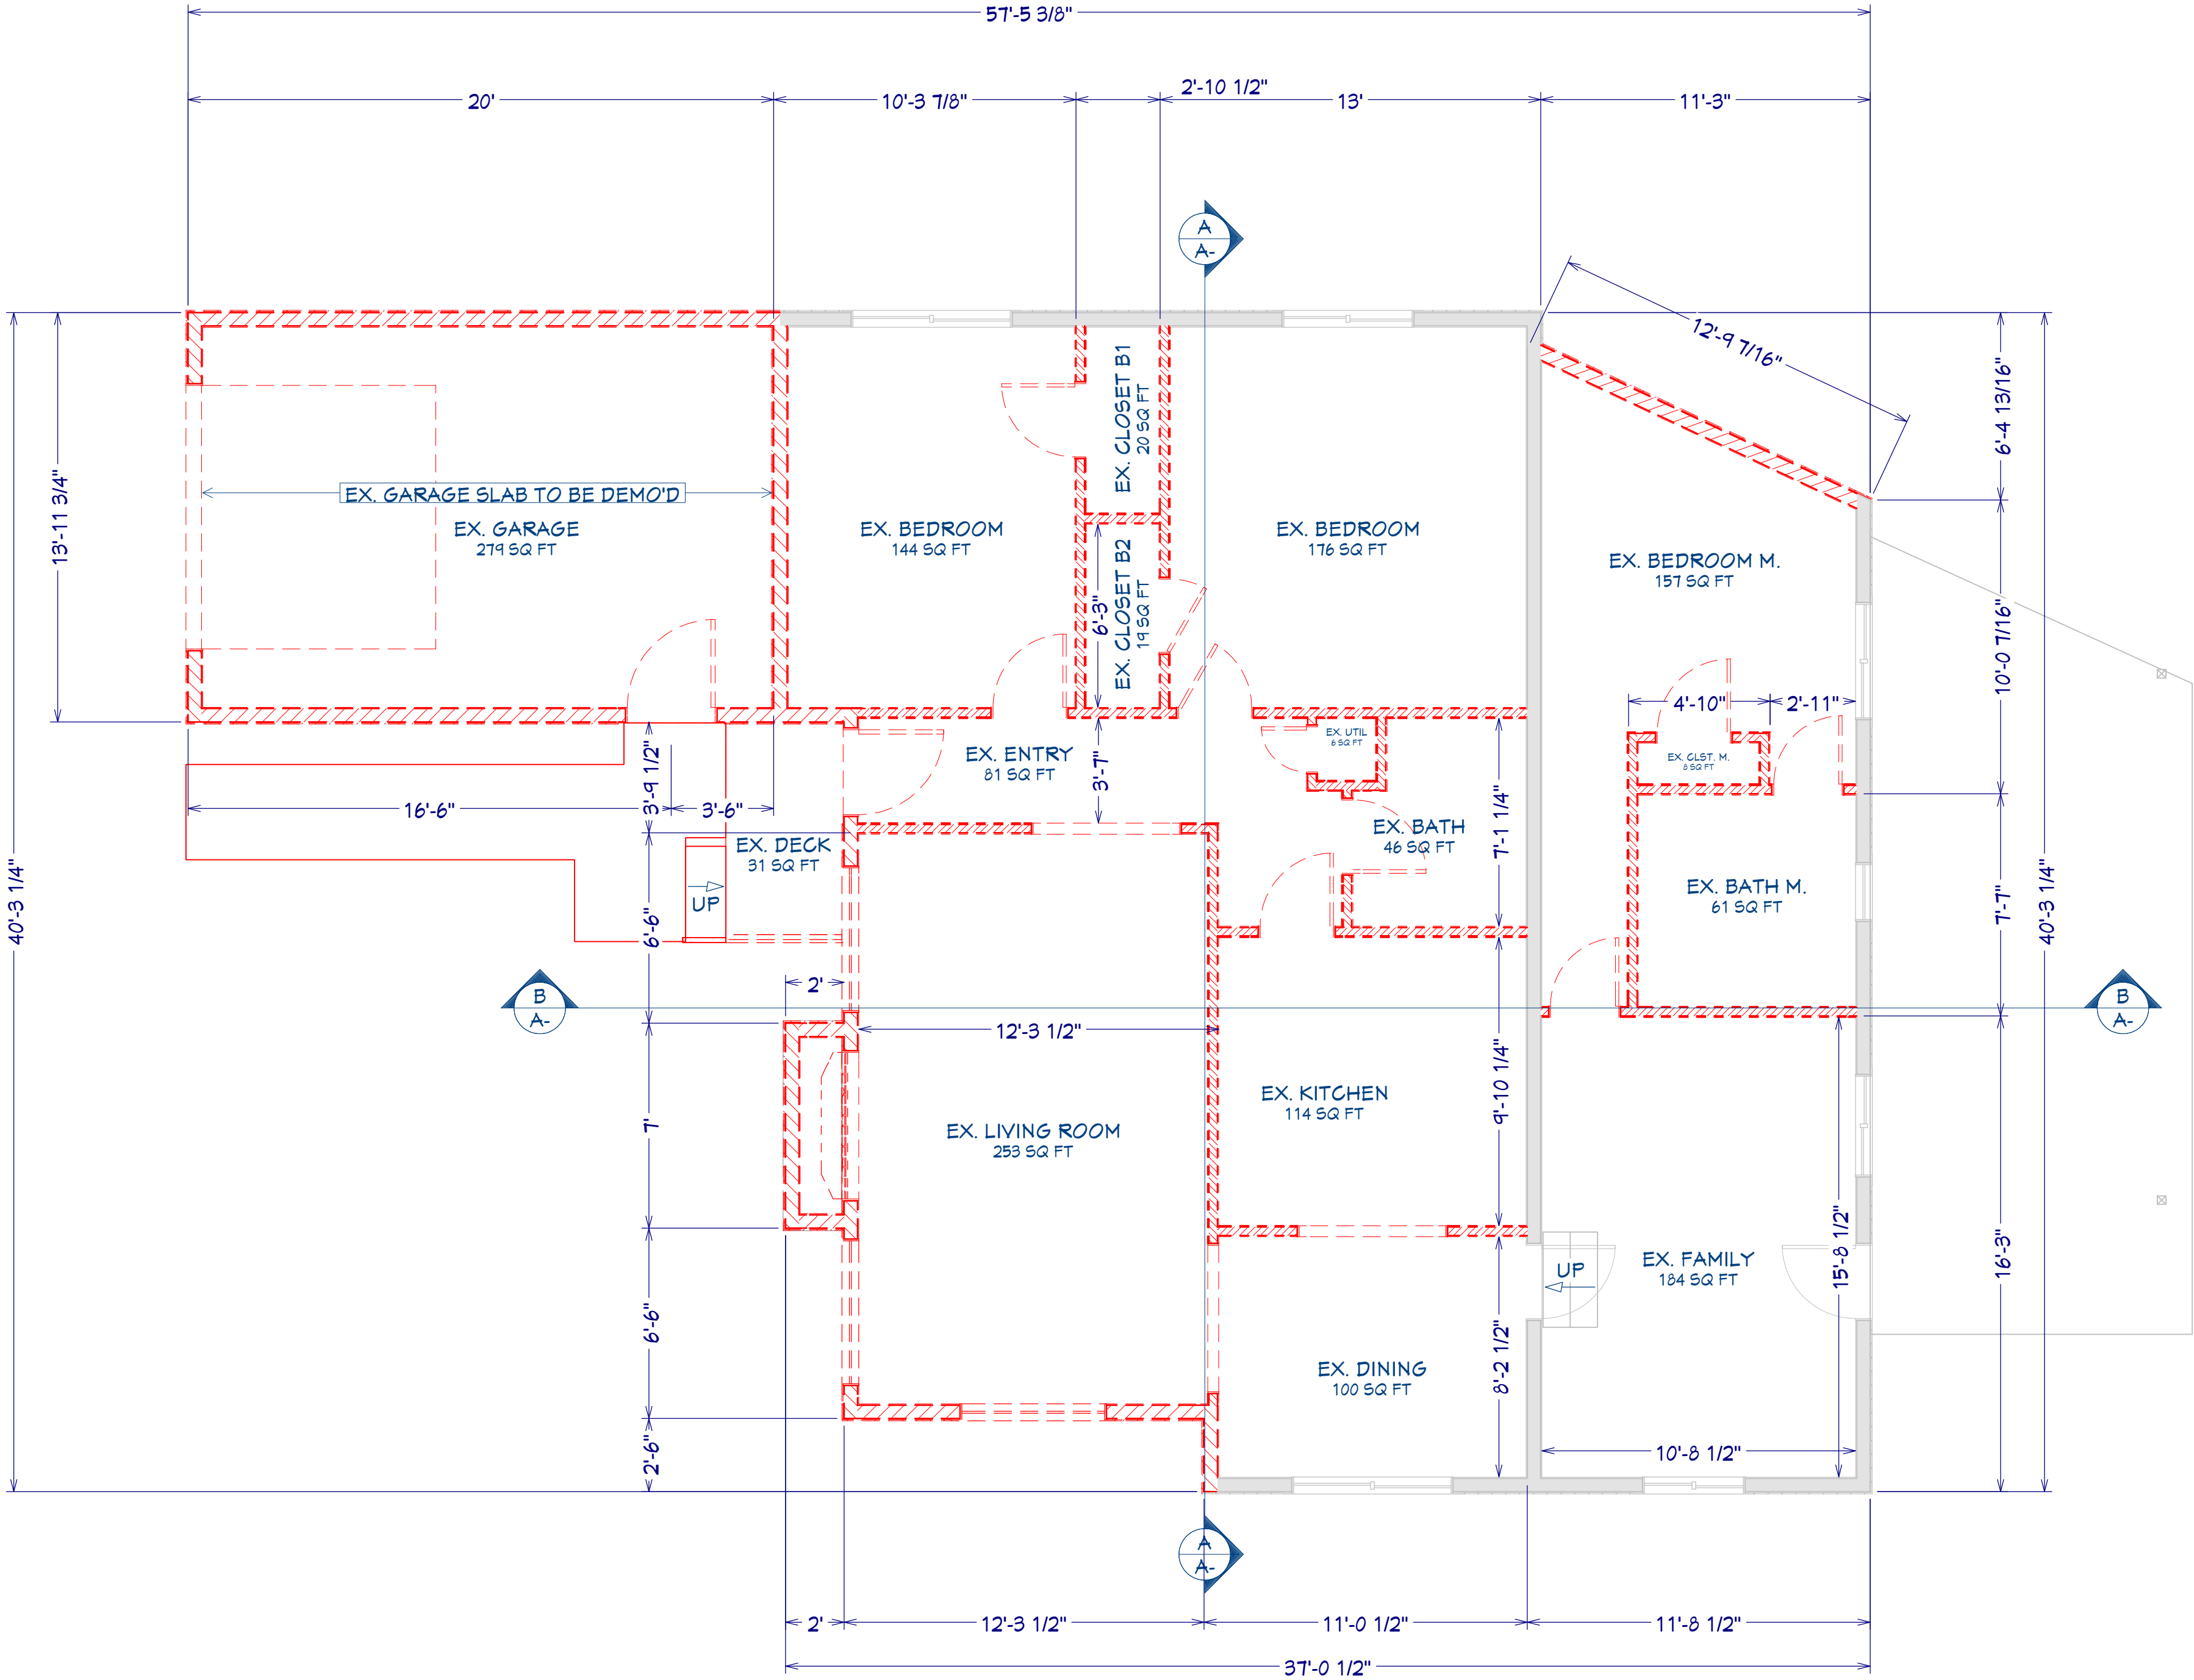 57'-5 3/8"
2'-10 1/2"
20'
10'-3 7/8"
13'
11'-3"
A
A-
12'-9 7/16"
6'-4 13/16"
13'-11 3/4"
EX. GARAGE SLAB TO BE DEMO'D
EX. GARAGE
279 SQ FT
EX. BEDROOM
144 SQ FT
EX. CLOSET B1
20 SQ FT
EX. CLOSET B2
19 SQ FT
6'-3"
EX. BEDROOM
176 SQ FT
EX. BEDROOM M.
157 SQ FT
10'-0 7/16"
4'-10"
2'-11"
EX. UTIL
6 SQ FT
EX. CLST. M.
8 SQ FT
EX. ENTRY
81 SQ FT
3'-7"
3'-9 1/2"
16'-6"
3'-6"
EX. DECK
31 SQ FT
UP
EX. BATH
46 SQ FT
7'-1 1/4"
EX. BATH M.
61 SQ FT
7'-7"
40'-3 1/4"
40'-3 1/4"
6'-6"
2'
B
A-
B
A-
12'-3 1/2"
EX. LIVING ROOM
253 SQ FT
EX. KITCHEN
114 SQ FT
9'-10 1/4"
7'
6'-6"
2'-6"
EX. FAMILY
184 SQ FT
UP
15'-8 1/2"
16'-3"
EX. DINING
100 SQ FT
8'-2 1/2"
10'-8 1/2"
A
A-
2'
12'-3 1/2"
11'-0 1/2"
11'-8 1/2"
37'-0 1/2"